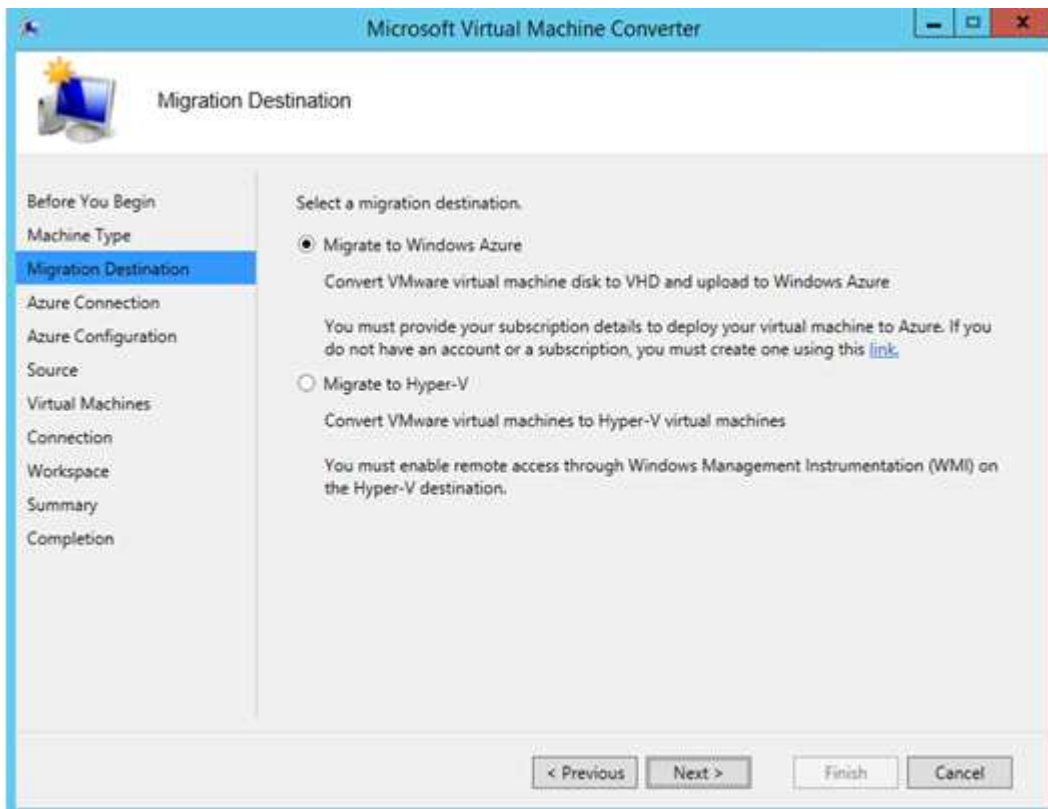 Microsoft Virtual Machine Converter
Migration Destination
Before You Begin
Machine Type
Migration Destination
Azure Connection
Azure Configuration
Source
Virtual Machines
Connection
Workspace
Summary
Completion
Select a migration destination.
Migrate to Windows Azure
Convert VMware virtual machine disk to VHD and upload to Windows Azure
You must provide your subscription details to deploy your virtual machine to Azure. If you
do not have an account or a subscription, you must create one using this link.
Migrate to Hyper-V
Convert VMware virtual machines to Hyper-V virtual machines
You must enable remote access through Windows Management Instrumentation (WMI) on
the Hyper-V destination.
< Previous
Next >
Finish
Cancel